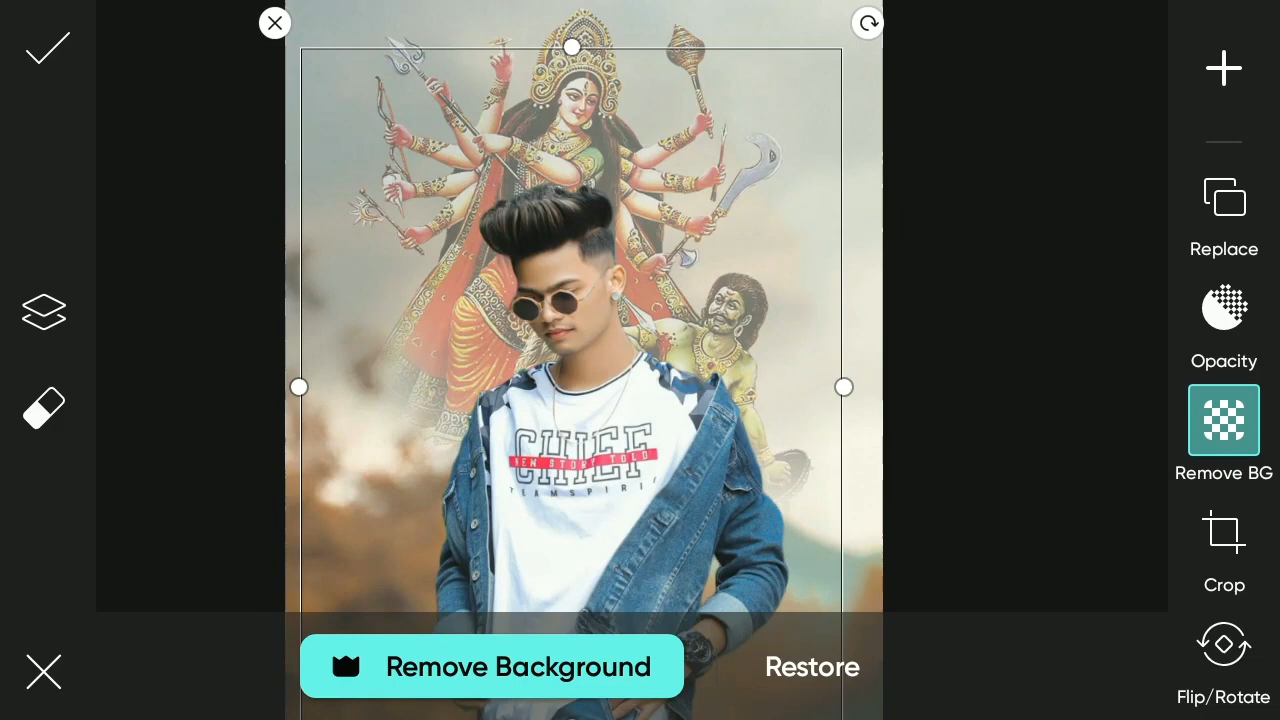 Replace
Opacity
CHIEF
NEW STORY TOLD
TEAMSPIRI
Remove BG
Crop
Remove Background
Restore
Flip/Rotate